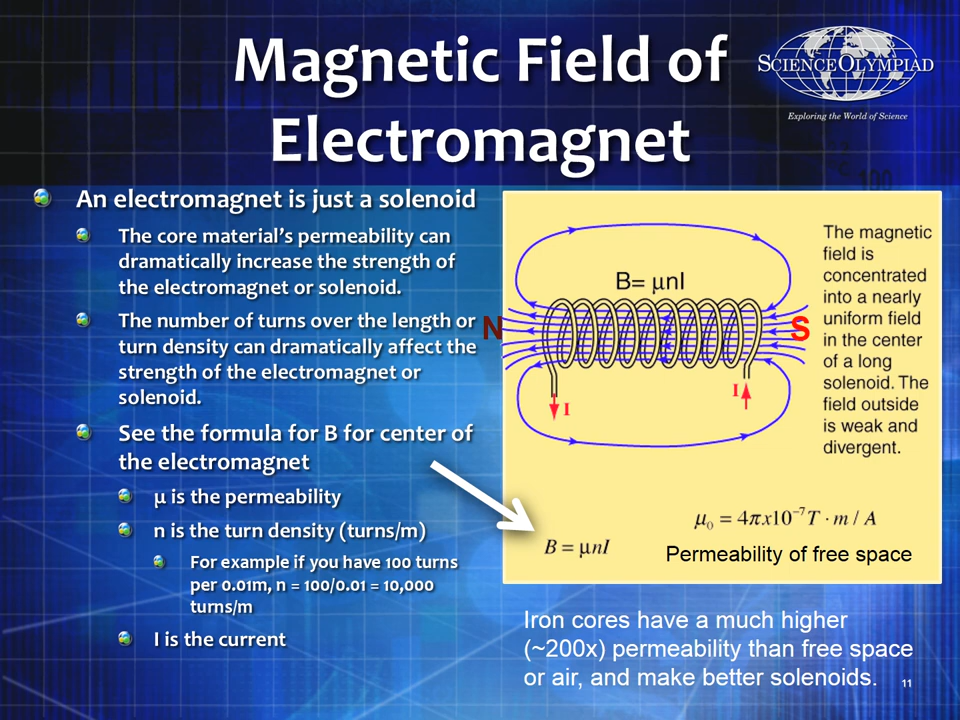 Magnetic Field of
Electromagnet
SCIENCE OLYMPIAD
Exploring the World of Science
100
An electromagnet is just a solenoid
The core material's permeability can
dramatically increase the strength of
the electromagnet or solenoid.
The number of turns over the length or
turn density can dramatically affect the
strength of the electromagnet or
solenoid.
See the formula for B for center of
the electromagnet
μ is the permeability
n is the turn density (turns/m)
For example if you have 100 turns
per 0.01m, n = 100/0.01 = 10,000
turns/m
I is the current
B= μnI
N
S
I
I
The magnetic
field is
concentrated
into a nearly
uniform field
in the center
of a long
solenoid. The
field outside
is weak and
divergent.
μ₀ = 4πx10⁻⁷T · m / A
B = μnI
Permeability of free space
Iron cores have a much higher
(~200x) permeability than free space
or air, and make better solenoids.
11